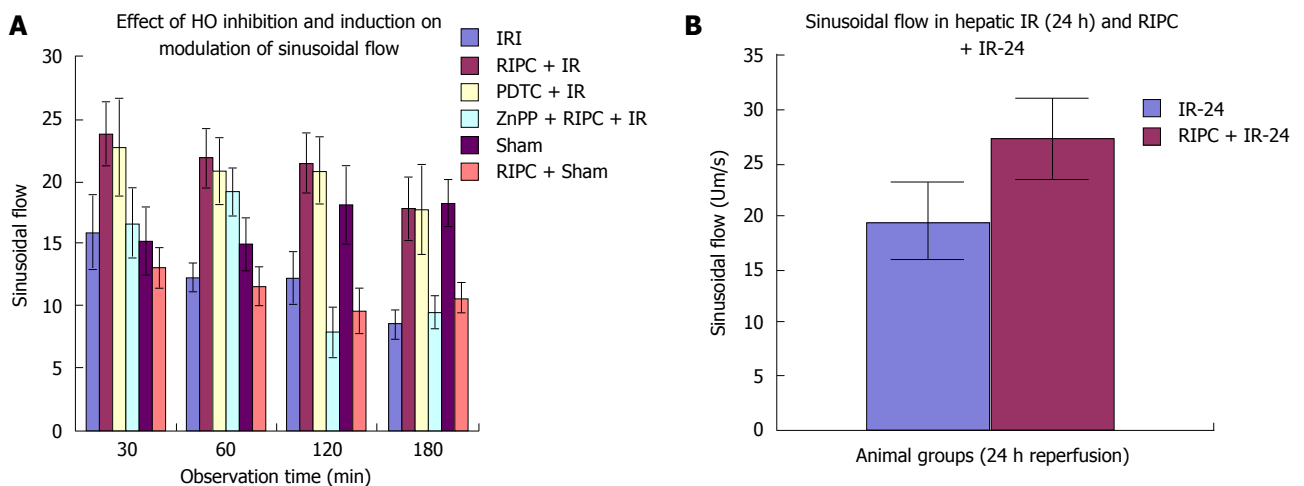 A
Effect of HO inhibition and induction on
modulation of sinusoidal flow
IRI
RIPC + IR
PDTC + IR
ZnPP + RIPC + IR
Sham
RIPC + Sham
Sinusoidal flow
30
25
20
15
10
5
0
30 60 120 180
Observation time (min)
B
Sinusoidal flow in hepatic IR (24 h) and RIPC
+ IR-24
IR-24
RIPC + IR-24
Sinusoidal flow (Um/s)
35
30
25
20
15
10
5
0
Animal groups (24 h reperfusion)